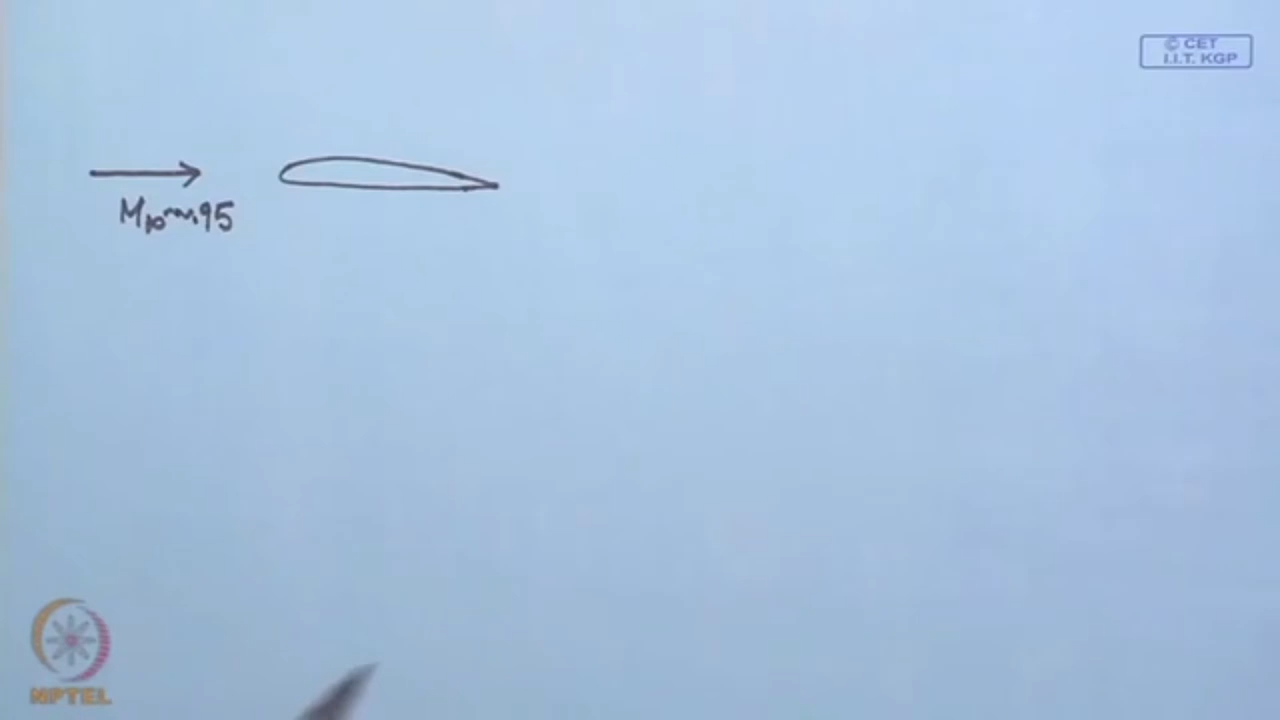 © CET
I.I.T. KGP
M∞ ~ .95
NPTEL